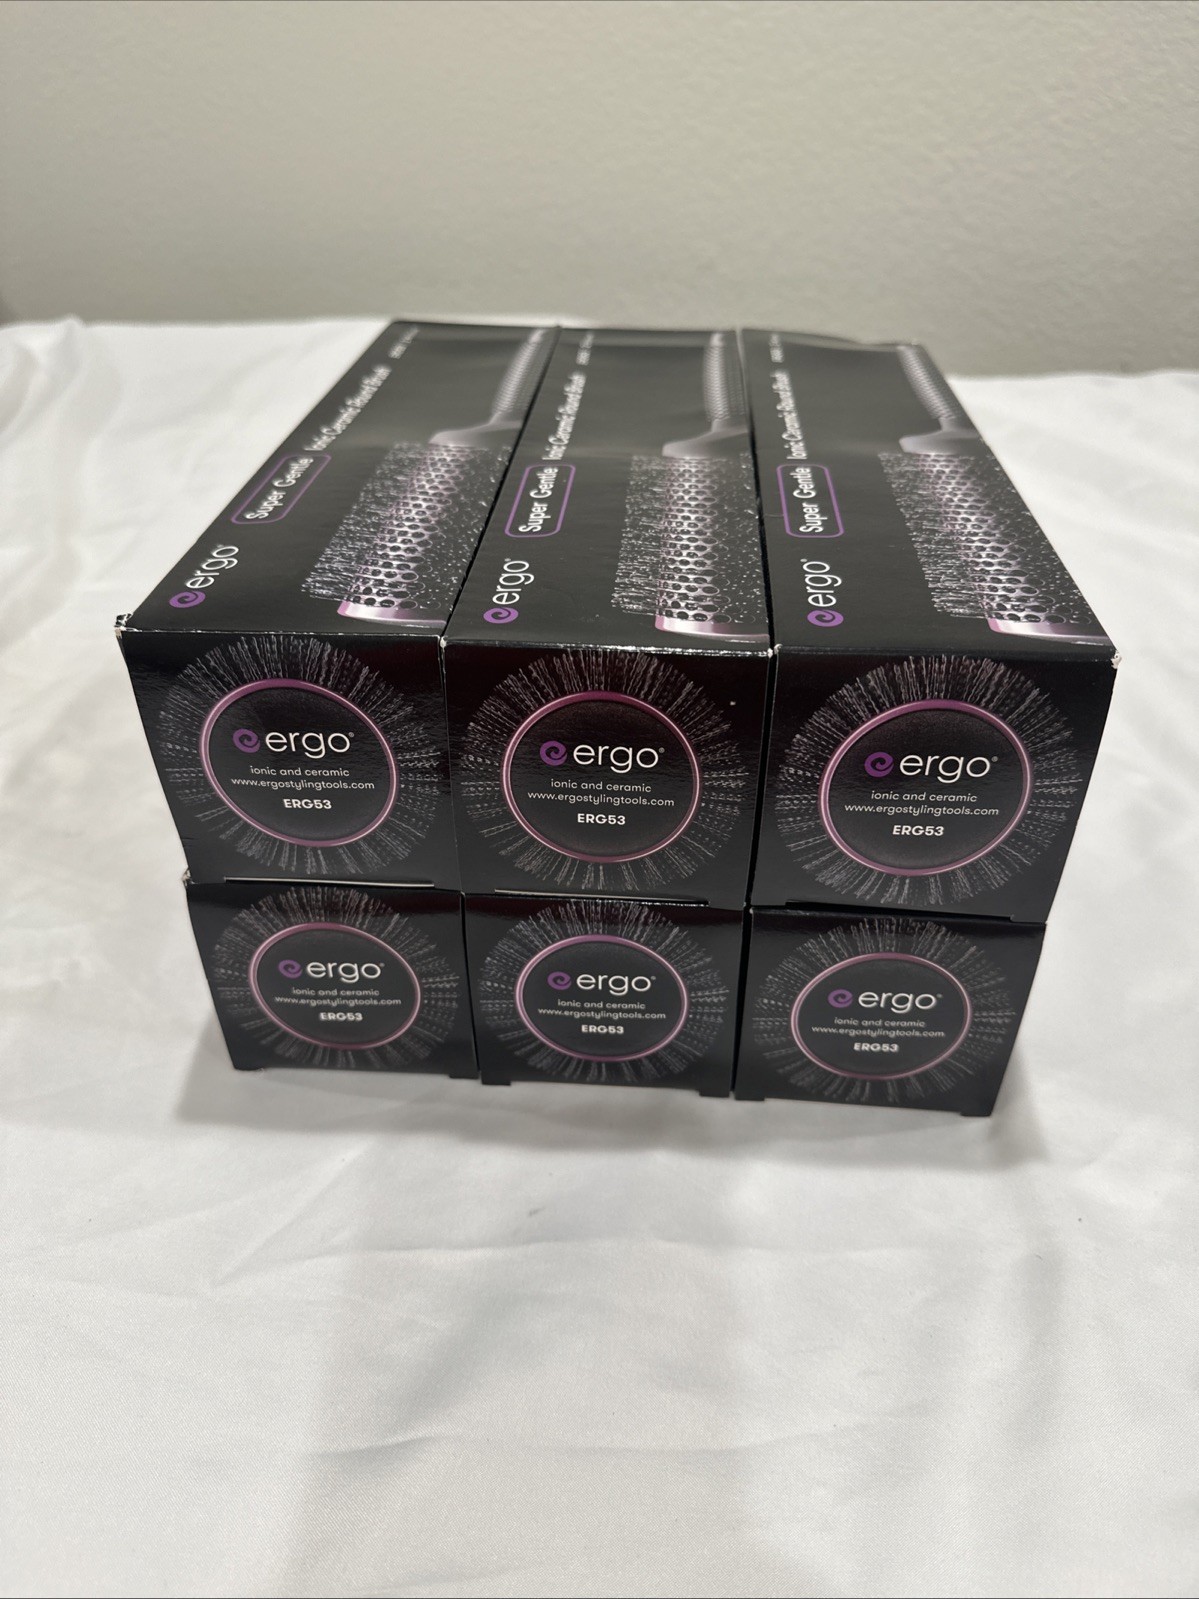 ergo
Super Gentle
Ionic Ceramic Round Brush
ergo
Super Gentle
Ionic Ceramic Round Brush
ergo
Super Gentle
Ionic Ceramic Round Brush
ergo®
ionic and ceramic
www.ergostylingtools.com
ERG53
ergo®
ionic and ceramic
www.ergostylingtools.com
ERG53
ergo®
ionic and ceramic
www.ergostylingtools.com
ERG53
ergo®
ionic and ceramic
www.ergostylingtools.com
ERG53
ergo®
ionic and ceramic
www.ergostylingtools.com
ERG53
ergo®
ionic and ceramic
www.ergostylingtools.com
ERG53